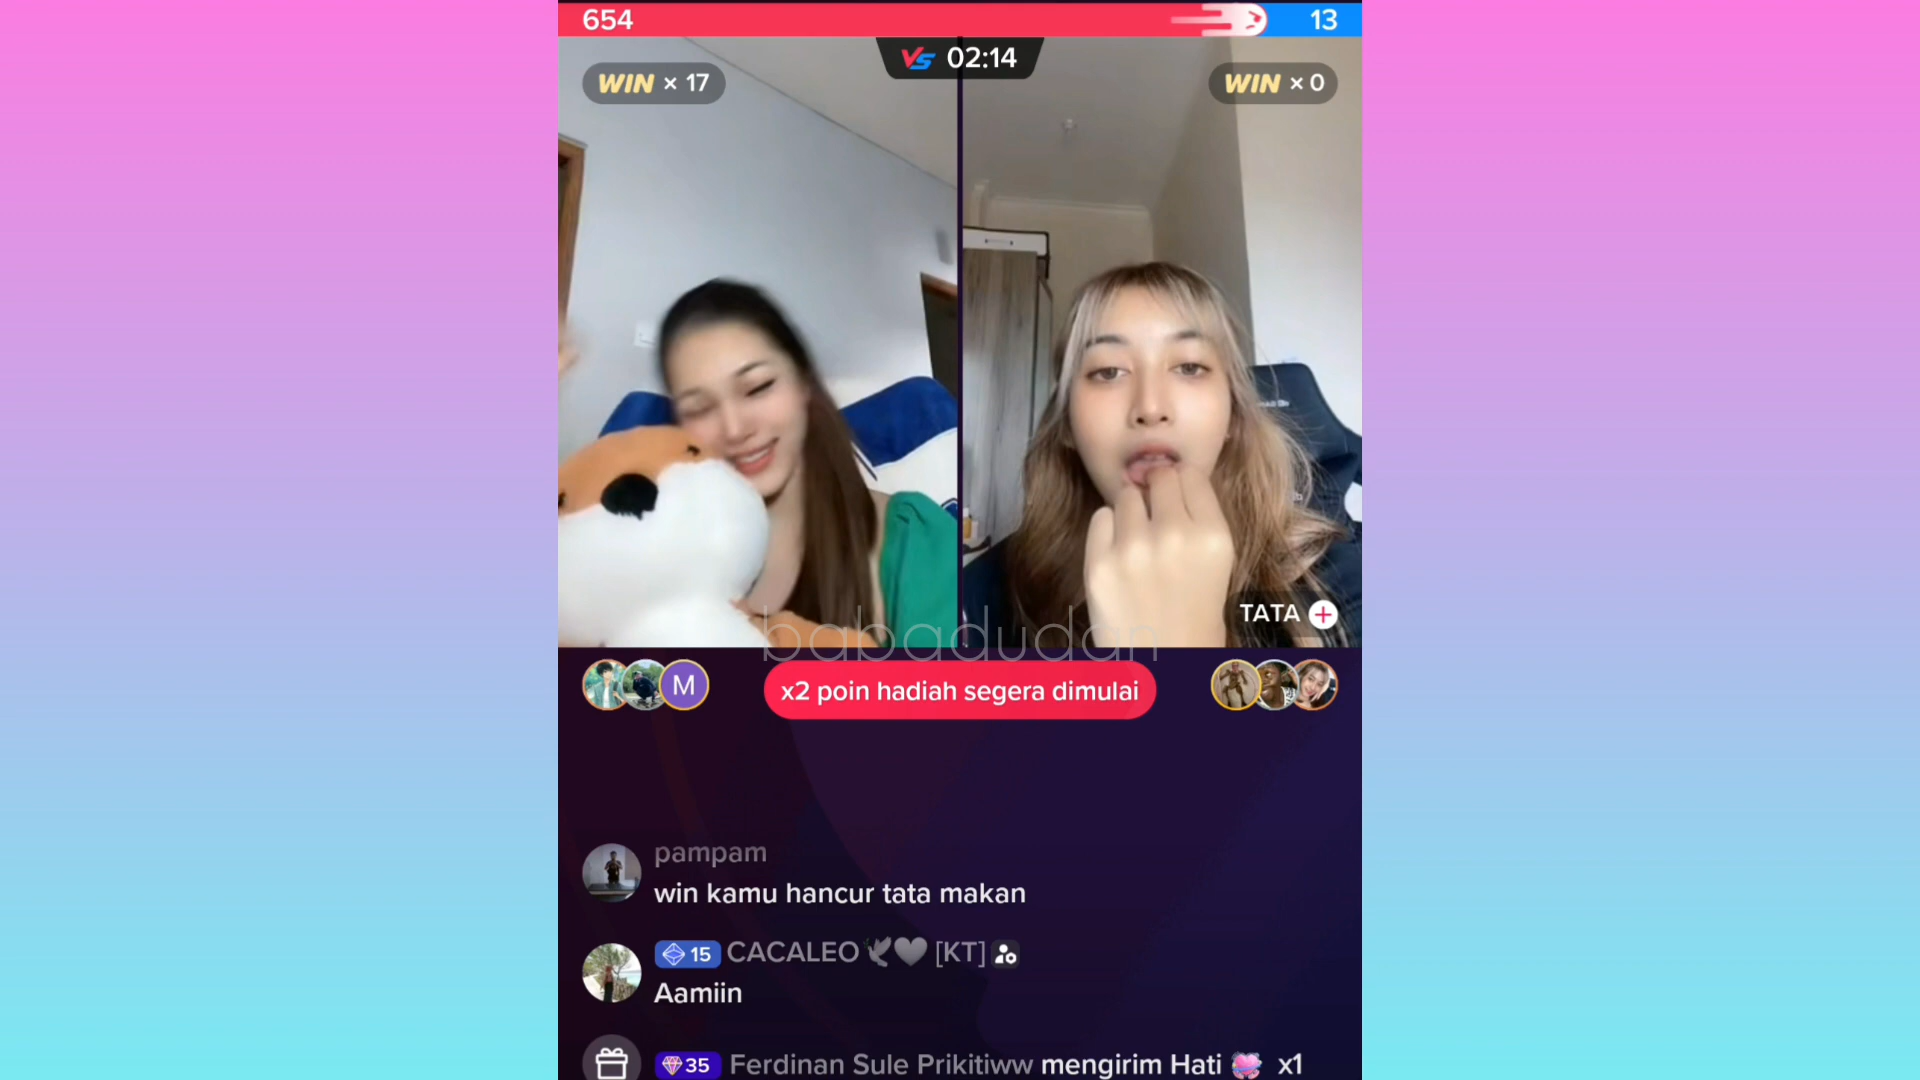 654
13
VS 02:14
WIN × 17
WIN × 0
TATA
babadudan
M
x2 poin hadiah segera dimulai
pampam
win kamu hancur tata makan
15 CACALEO🕊🤍 [KT]
Aamiin
35 Ferdinan Sule Prikitiww mengirim Hati x1